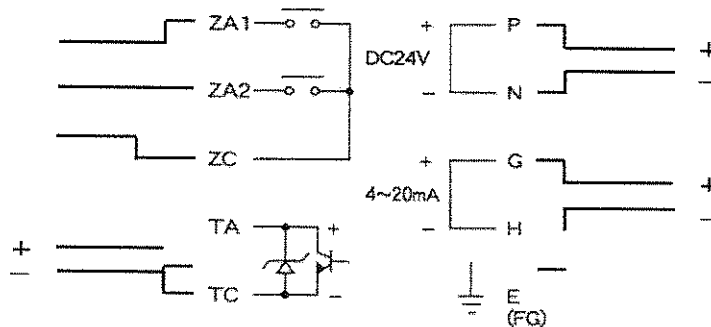 ZA1
ZA2
ZC
TA
+
TC
−
+
−
+
P
DC24V
−
N
+
−
+
G
4~20mA
−
H
+
−
E
(FG)